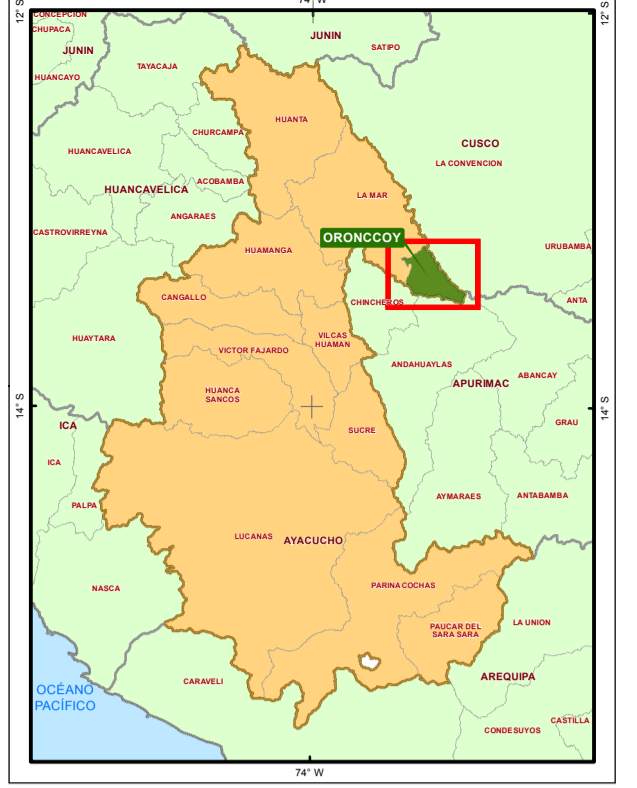 74° W
12° S
12° S
CONCEPCION
CHUPACA
JUNIN
JUNIN
SATIPO
TAYACAJA
HUANCAYO
HUANTA
CHURCAMPA
CUSCO
HUANCAVELICA
LA CONVENCION
ACOBAMBA
HUANCAVELICA
LA MAR
ANGARAES
CASTROVIRREYNA
ORONCCOY
URUBAMBA
HUAMANGA
CANGALLO
CHINCHEROS
ANTA
HUAYTARA
VILCAS
HUAMAN
VICTOR FAJARDO
ANDAHUAYLAS
ABANCAY
APURIMAC
HUANCA
SANCOS
14° S
14° S
GRAU
ICA
SUCRE
ICA
AYMARAES
ANTABAMBA
PALPA
LUCANAS
AYACUCHO
NASCA
PARINACOCHAS
PAUCAR DEL
SARA SARA
LA UNION
CARAVELI
AREQUIPA
OCÉANO
PACÍFICO
CASTILLA
CONDESUYOS
74° W